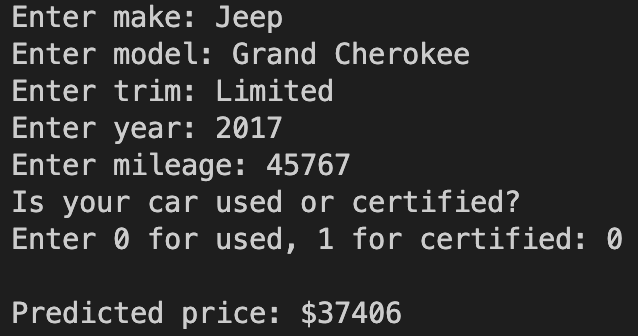 Enter make: Jeep
Enter model: Grand Cherokee
Enter trim: Limited
Enter year: 2017
Enter mileage: 45767
Is your car used or certified?
Enter 0 for used, 1 for certified: 0
Predicted price: $37406